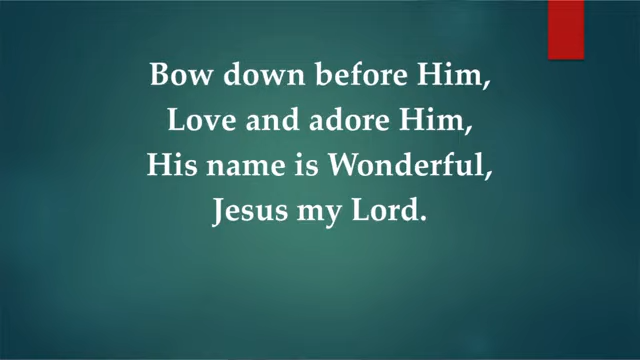 Bow down before Him,
Love and adore Him,
His name is Wonderful,
Jesus my Lord.